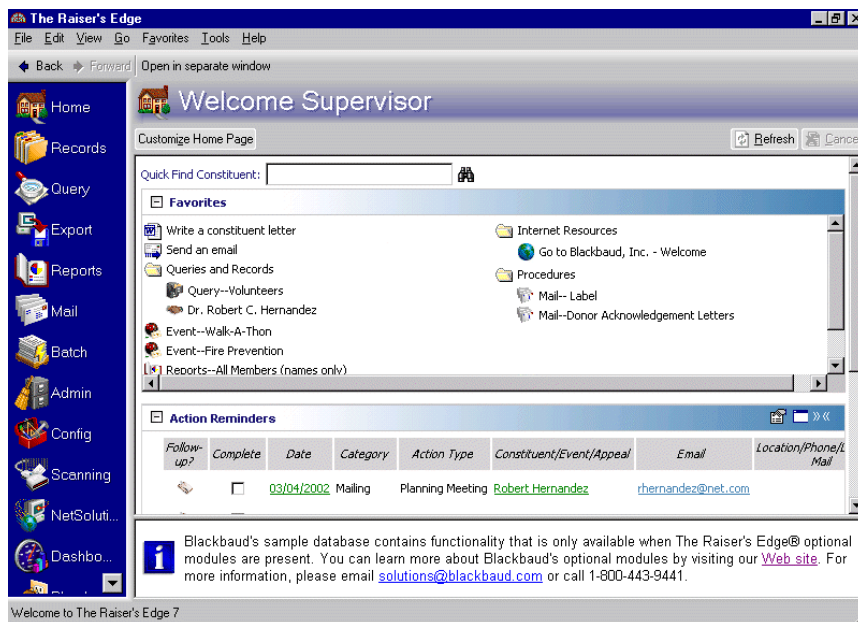 The Raiser's Edge
File Edit View Go Favorites Tools Help
Back Forward Open in separate window
Home
Records
Query
Export
Reports
Mail
Batch
Admin
Config
Scanning
NetSoluti...
Dashbo...
Welcome Supervisor
Customize Home Page
Refresh Cance
Quick Find Constituent:
Favorites
Write a constituent letter
Send an email
Queries and Records
Query--Volunteers
Dr. Robert C. Hernandez
Event--Walk-A-Thon
Event--Fire Prevention
Reports--All Members (names only)
Internet Resources
Go to Blackbaud, Inc. - Welcome
Procedures
Mail-- Label
Mail--Donor Acknowledgement Letters
Action Reminders
Follow-up? Complete Date Category Action Type Constituent/Event/Appeal Email Location/Phone/L Mail
03/04/2002 Mailing Planning Meeting Robert Hernandez rhernandez@net.com
Blackbaud's sample database contains functionality that is only available when The Raiser's Edge® optional
modules are present. You can learn more about Blackbaud's optional modules by visiting our Web site. For
more information, please email solutions@blackbaud.com or call 1-800-443-9441.
Welcome to The Raiser's Edge 7